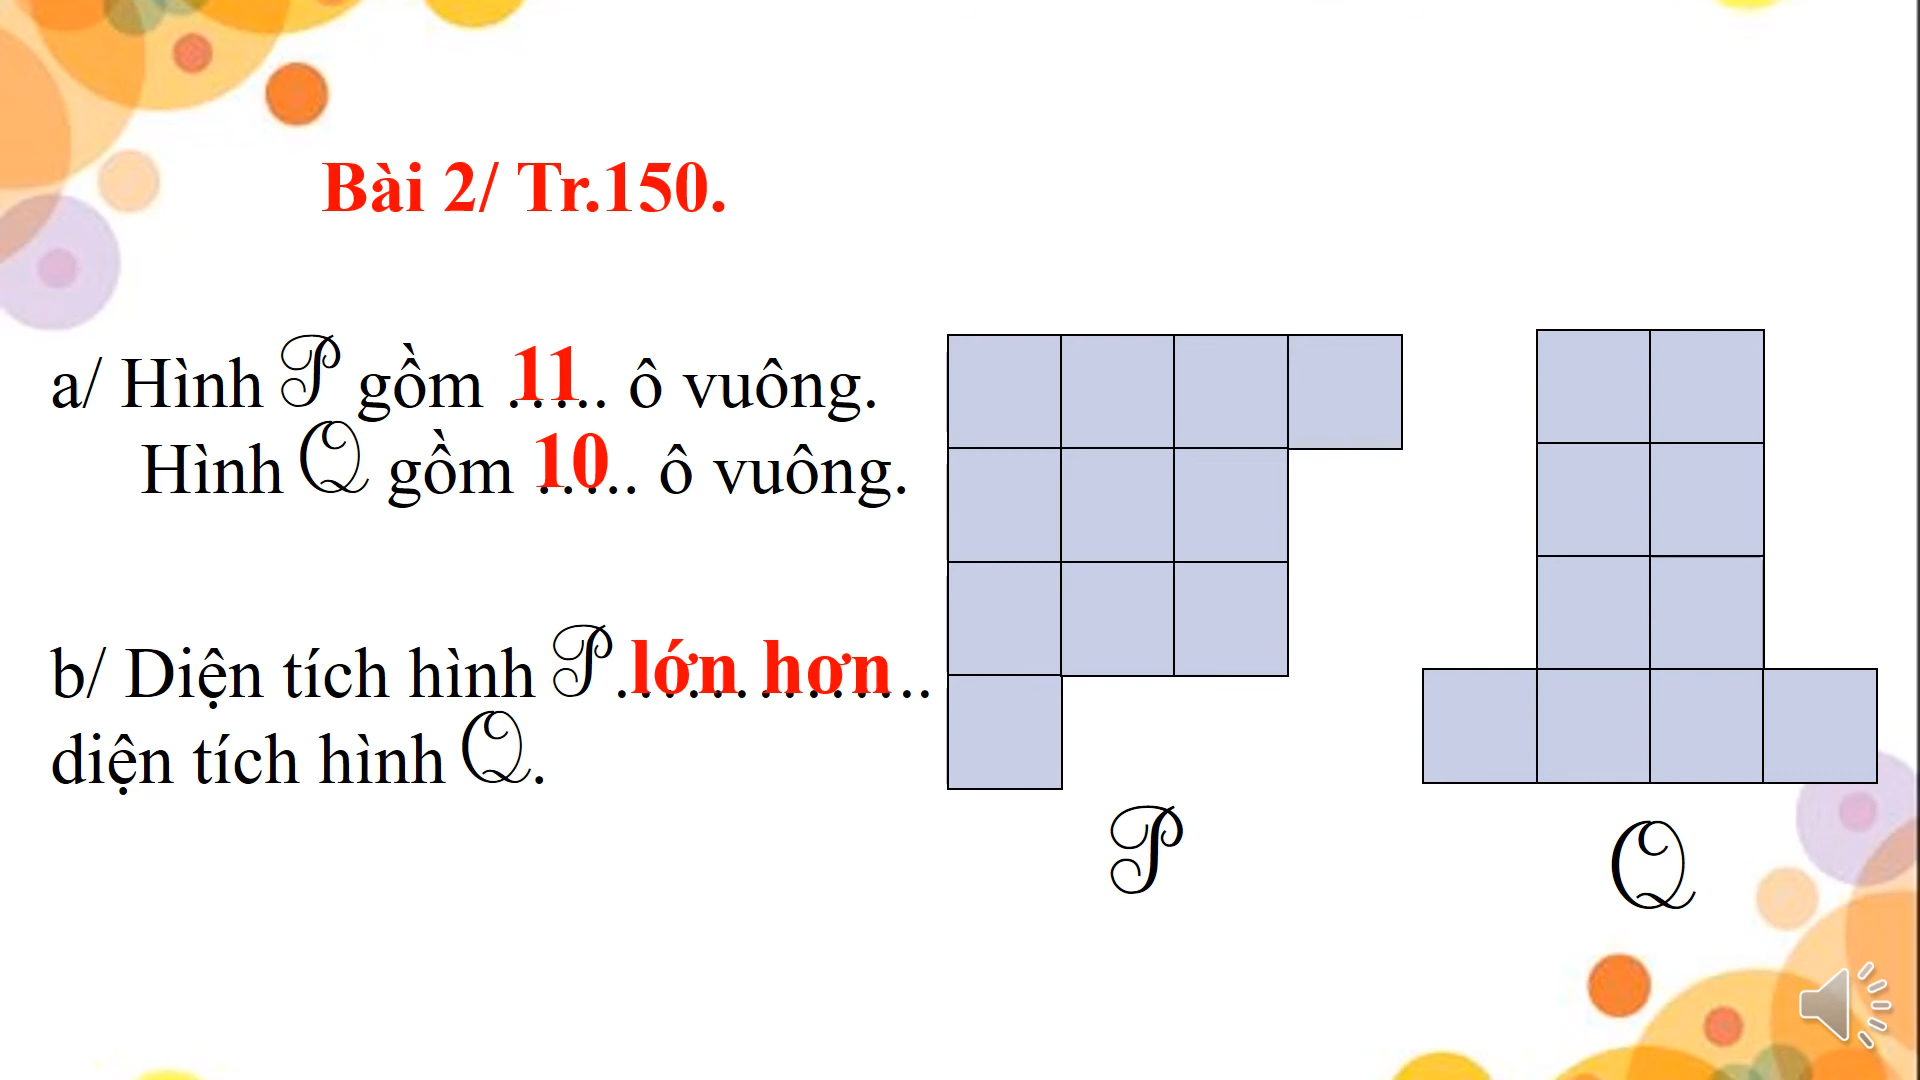 Bài 2/ Tr.150.
a/ Hình P gồm 11 ô vuông.
Hình Q gồm 10 ô vuông.
b/ Diện tích hình P lớn hơn
diện tích hình Q.
P
Q